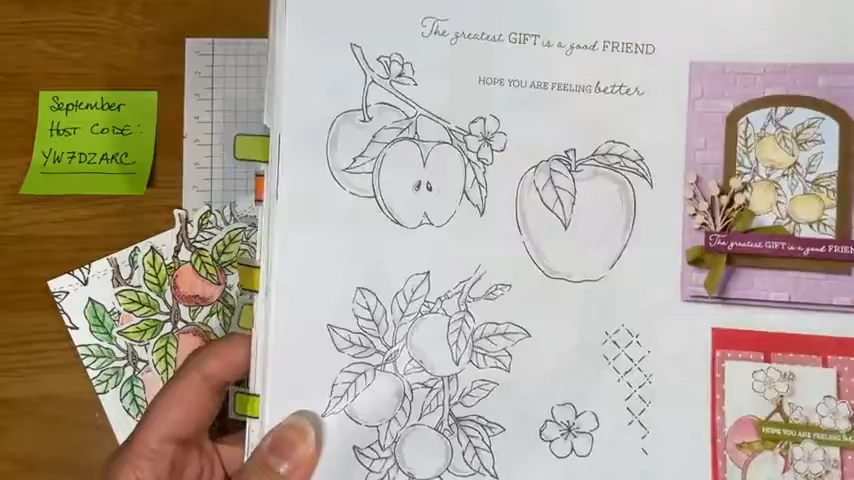 September
Host Code:
YW7DZARC
The greatest GIFT is a good FRIEND
HOPE YOU ARE FEELING better
The greatest GIFT is a good FRIEN
HOPE YOU ARE FEELING be